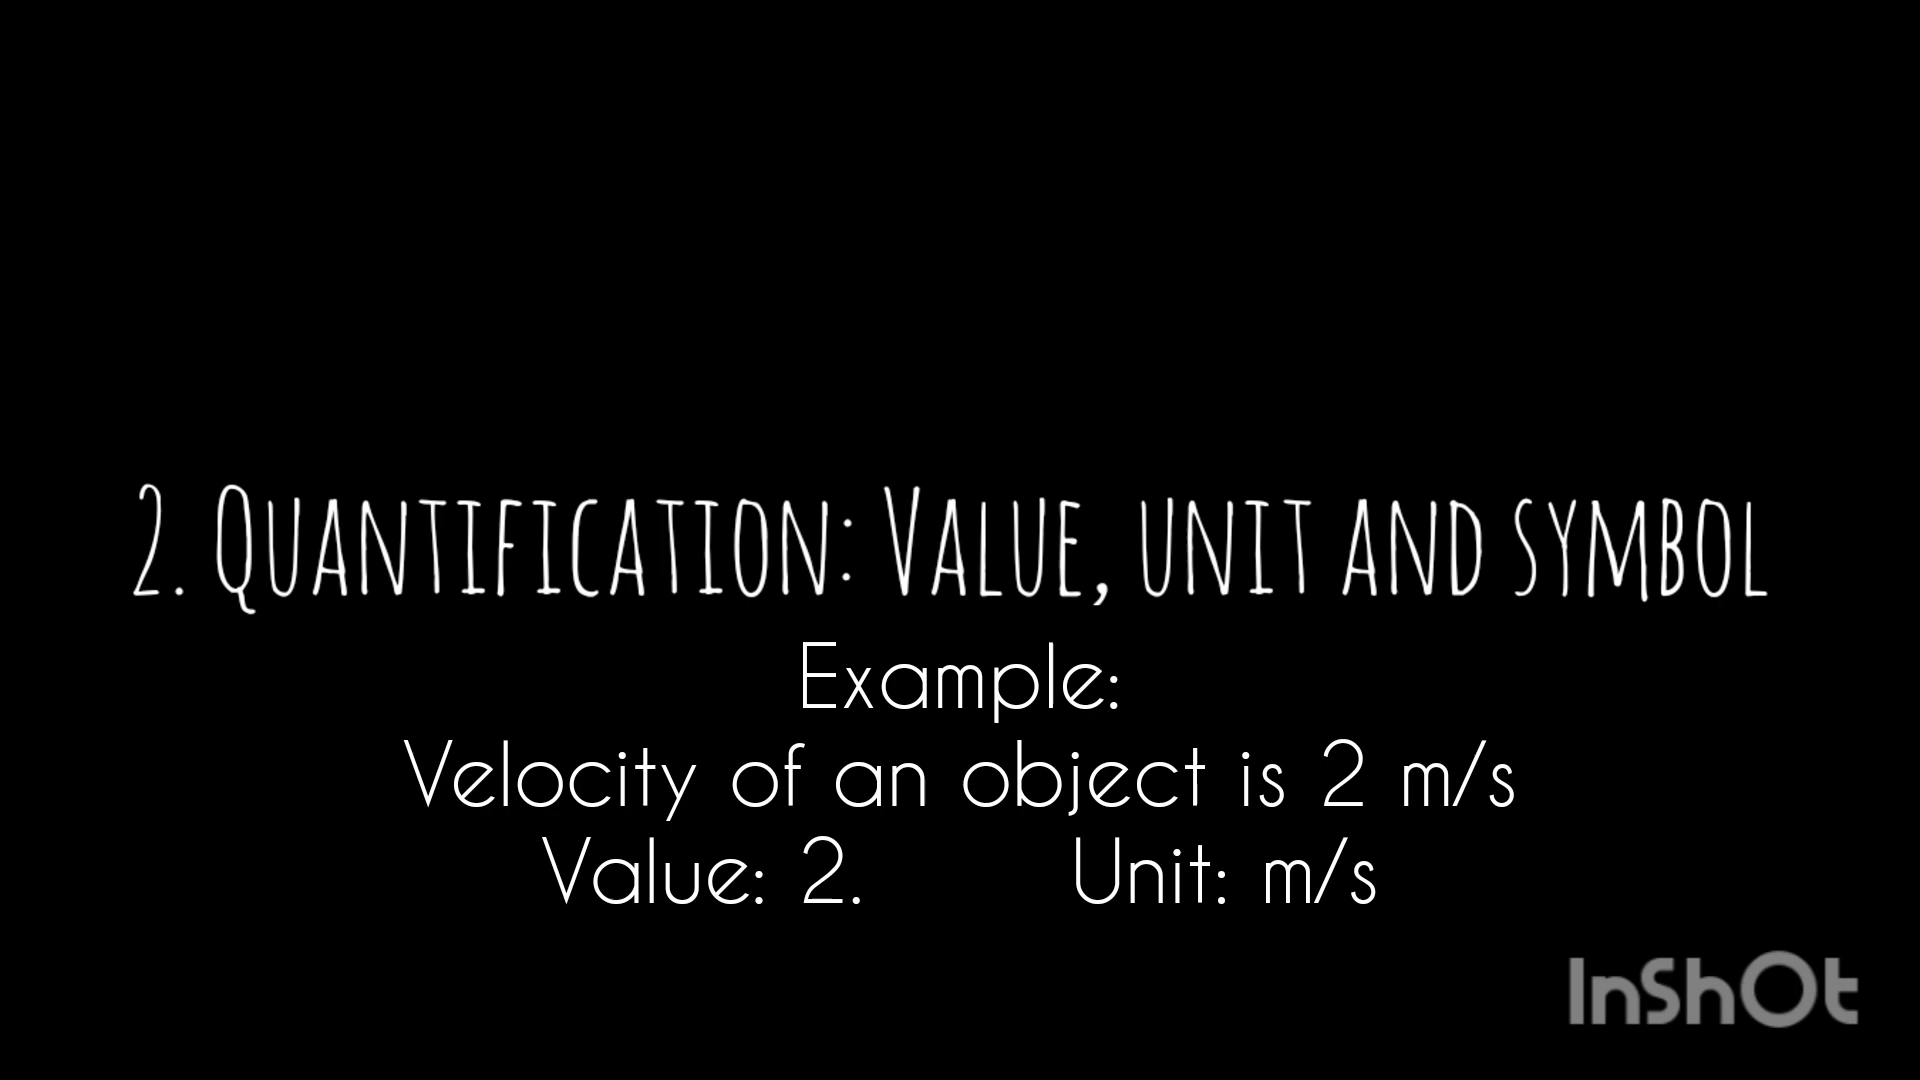 2. Quantification: Value, unit and symbol
Example:
Velocity of an object is 2 m/s
Value: 2. Unit: m/s
InShOt